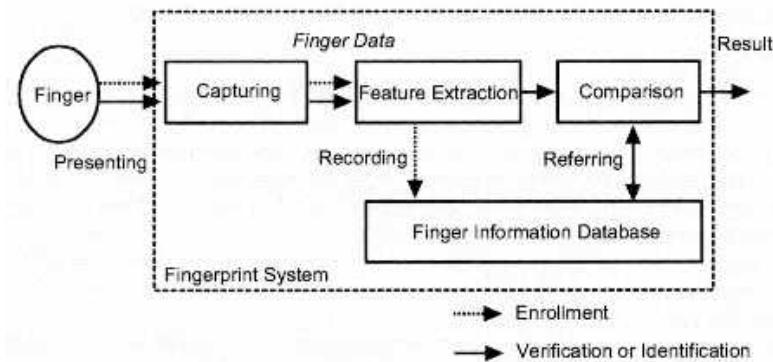 Finger Data
Result
Finger
Capturing
Feature Extraction
Comparison
Presenting
Recording
Referring
Finger Information Database
Fingerprint System
Enrollment
Verification or Identification